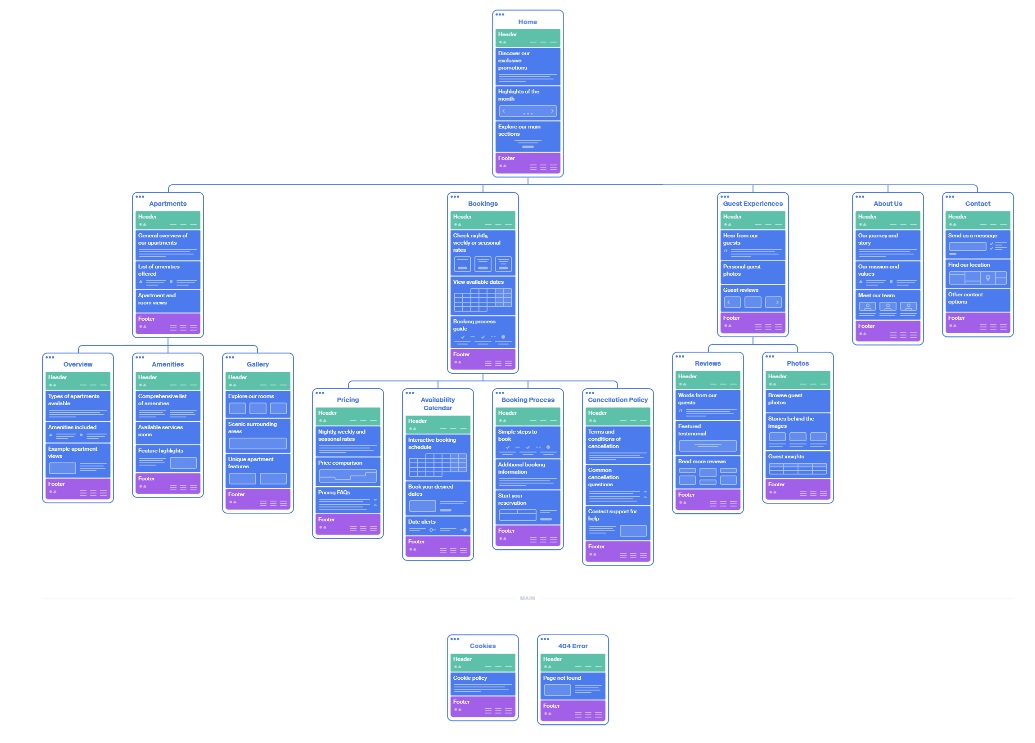 Home
Header
Discover our
exclusive
promotions
Highlights of the
month
Explore our main
sections
Footer
Apartments
Header
General overview of
our apartments
List of amenities
offered
Apartment and
room views
Footer
Bookings
Header
Check nightly,
weekly or seasonal
rates
View available dates
Booking process
guide
Footer
Guest Experiences
Header
Hear from our
guests
Personal guest
photos
Guest reviews
Footer
About Us
Header
Our journey and
story
Our mission and
values
Meet our team
Footer
Contact
Header
Send us a message
Find our location
Other contact
options
Footer
Overview
Header
Types of apartments
available
Amenities included
Example apartment
views
Footer
Amenities
Header
Comprehensive list
of amenities
Available services
Feature highlights
Footer
Gallery
Header
Explore our rooms
Scenic surrounding
areas
Unique apartment
features
Footer
Pricing
Header
Nightly, weekly and
seasonal rates
Price comparison
Pricing FAQs
Footer
Availability
Calendar
Header
Interactive booking
schedule
Book your desired
dates
Date alerts
Footer
Booking Process
Header
Simple steps to
book
Additional booking
information
Start your
reservation
Footer
Cancellation Policy
Header
Terms and
conditions of
cancellation
Common
cancellation
questions
Contact support for
help
Footer
Reviews
Header
Words from our
guests
Featured
testimonial
Read more reviews
Footer
Photos
Header
Browse guest
photos
Stories behind the
images
Guest insights
Footer
MAIN
Cookies
Header
Cookie policy
Footer
404 Error
Header
Page not found
Footer